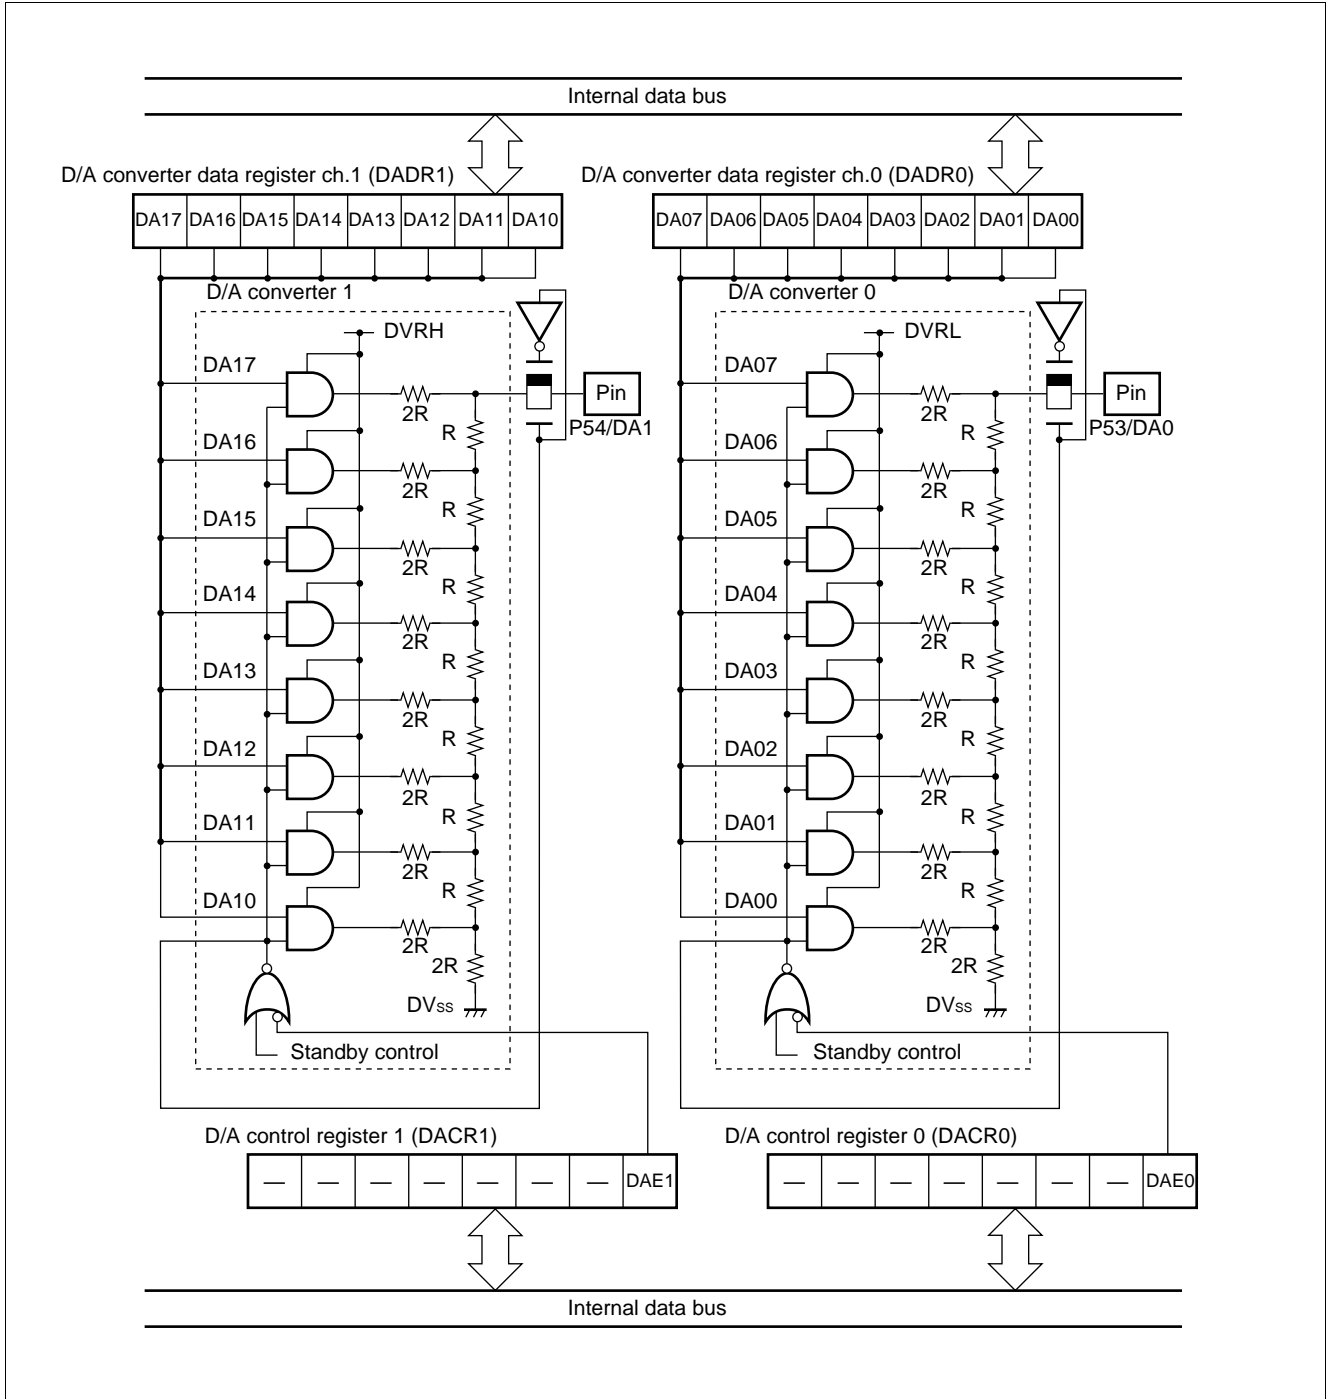 Internal data bus
D/A converter data register ch.1 (DADR1)
D/A converter data register ch.0 (DADR0)
DA17 DA16 DA15 DA14 DA13 DA12 DA11 DA10
DA07 DA06 DA05 DA04 DA03 DA02 DA01 DA00
D/A converter 1
DVRH
DA17
2R
Pin
P54/DA1
R
DA16
2R
R
DA15
2R
R
DA14
2R
R
DA13
2R
R
DA12
2R
R
DA11
2R
R
DA10
2R
2R
DVss
Standby control
D/A converter 0
DVRL
DA07
2R
Pin
P53/DA0
R
DA06
2R
R
DA05
2R
R
DA04
2R
R
DA03
2R
R
DA02
2R
R
DA01
2R
R
DA00
2R
2R
DVss
Standby control
D/A control register 1 (DACR1)
— — — — — — — DAE1
D/A control register 0 (DACR0)
— — — — — — — DAE0
Internal data bus